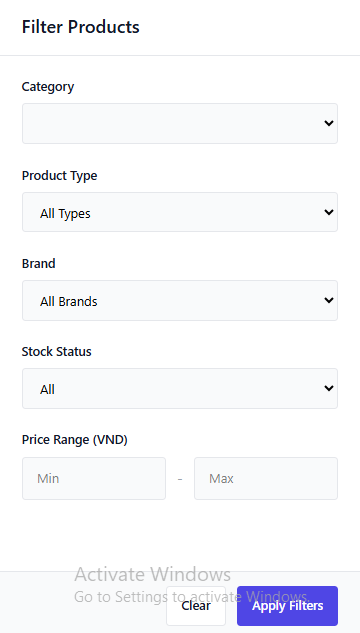 Filter Products
Category
Product Type
All Types
Brand
All Brands
Stock Status
All
Price Range (VND)
Min - Max
Activate Windows
Go to Settings to activate Windows.
Clear Apply Filters